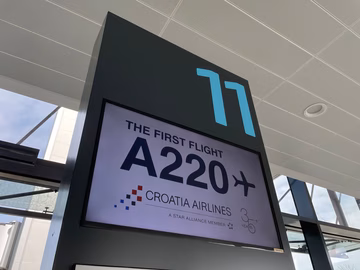 11
THE FIRST FLIGHT
A220
CROATIA AIRLINES
A STAR ALLIANCE MEMBER